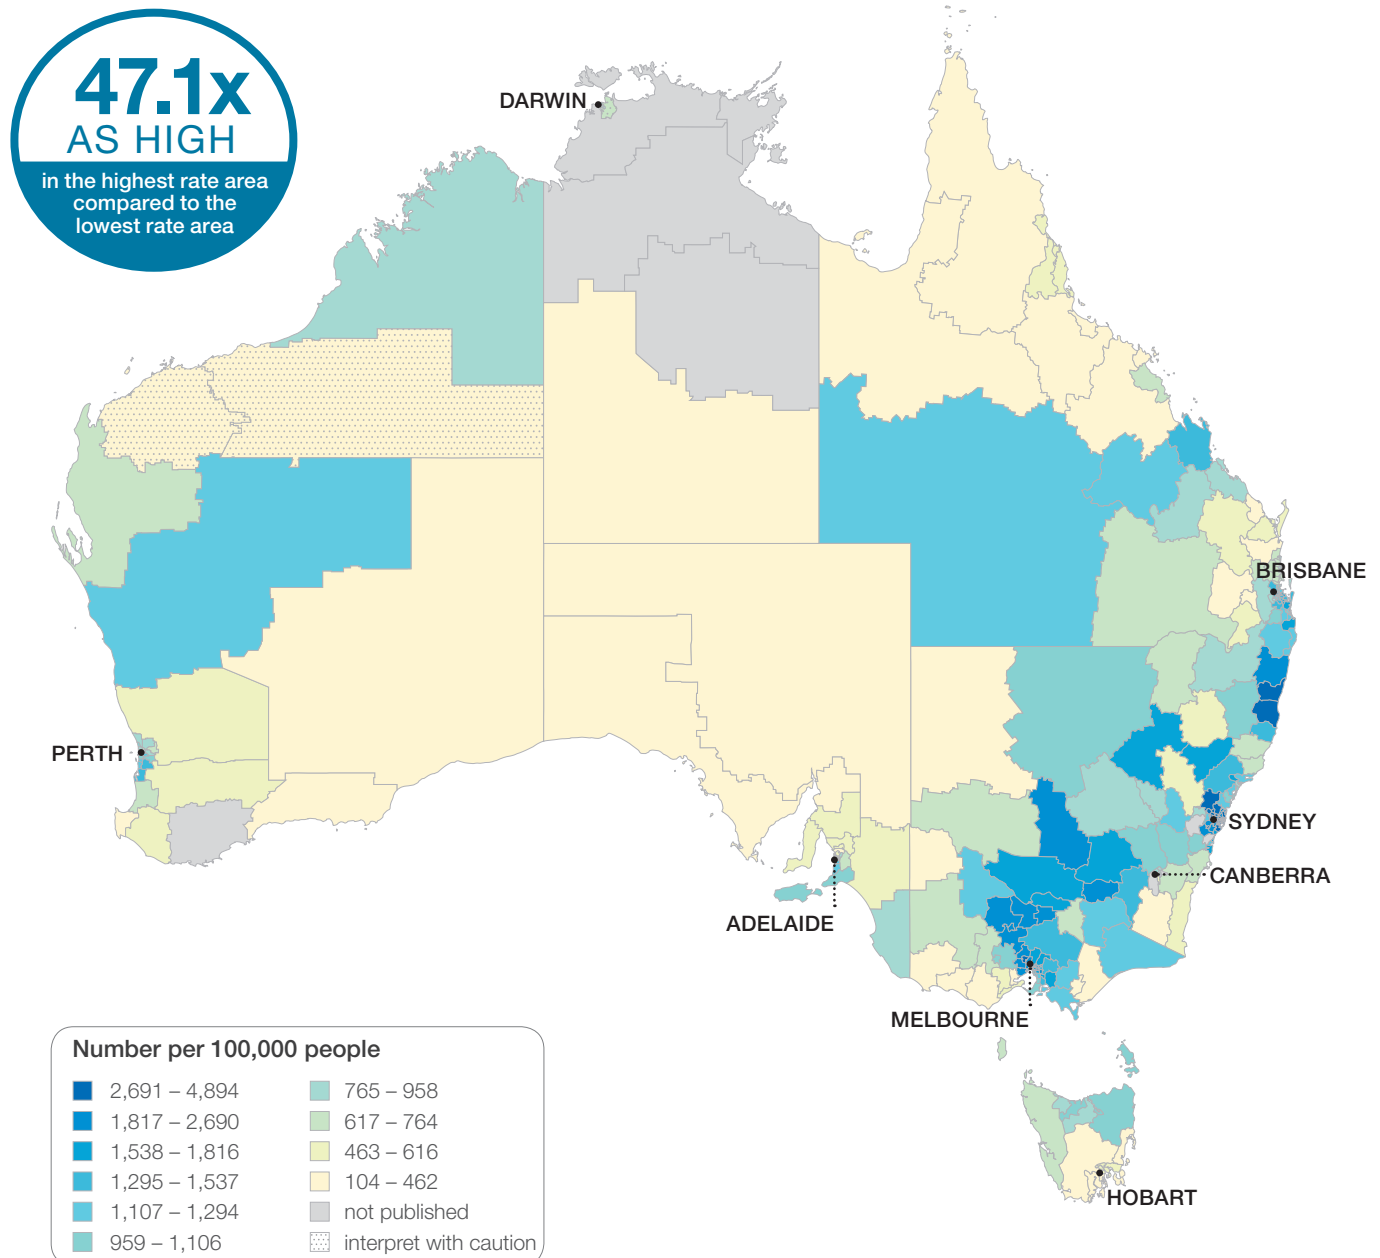 47.1x
AS HIGH
in the highest rate area
compared to the
lowest rate area
DARWIN
BRISBANE
PERTH
SYDNEY
CANBERRA
ADELAIDE
MELBOURNE
HOBART
Number per 100,000 people
2,691 – 4,894
1,817 – 2,690
1,538 – 1,816
1,295 – 1,537
1,107 – 1,294
959 – 1,106
765 – 958
617 – 764
463 – 616
104 – 462
not published
interpret with caution